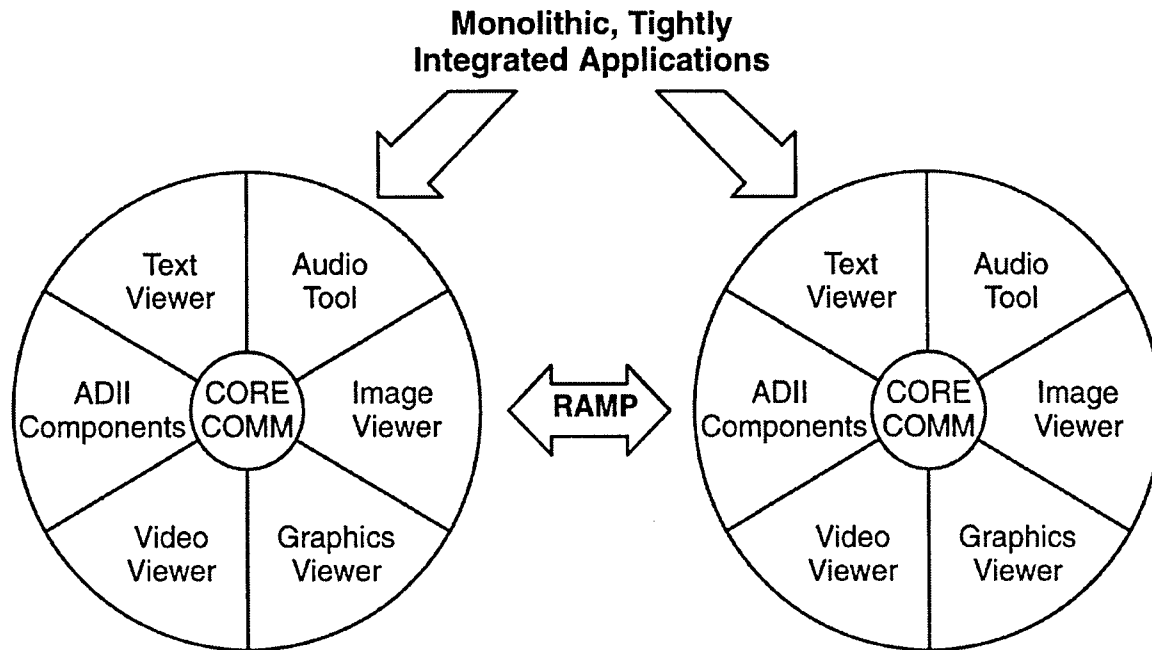 Monolithic, Tightly
Integrated Applications
Text
Viewer
Audio
Tool
ADII
Components
CORE
COMM
Image
Viewer
Video
Viewer
Graphics
Viewer
RAMP
Text
Viewer
Audio
Tool
ADII
Components
CORE
COMM
Image
Viewer
Video
Viewer
Graphics
Viewer